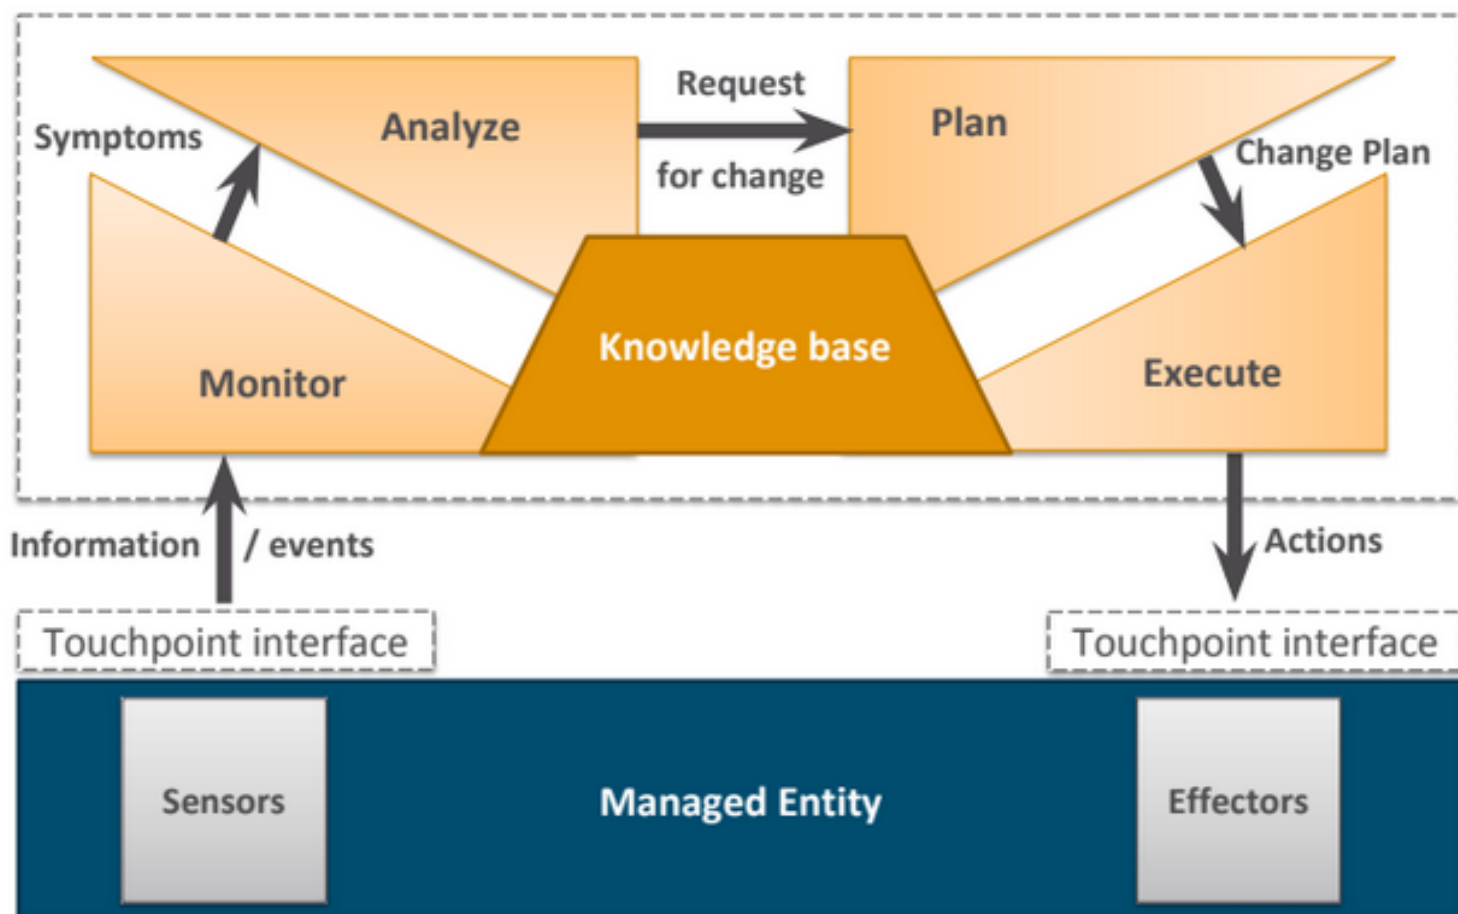 Request
Analyze
Plan
Symptoms
Change Plan
for change
Knowledge base
Monitor
Execute
Information / events
Actions
Touchpoint interface
Touchpoint interface
Sensors
Managed Entity
Effectors